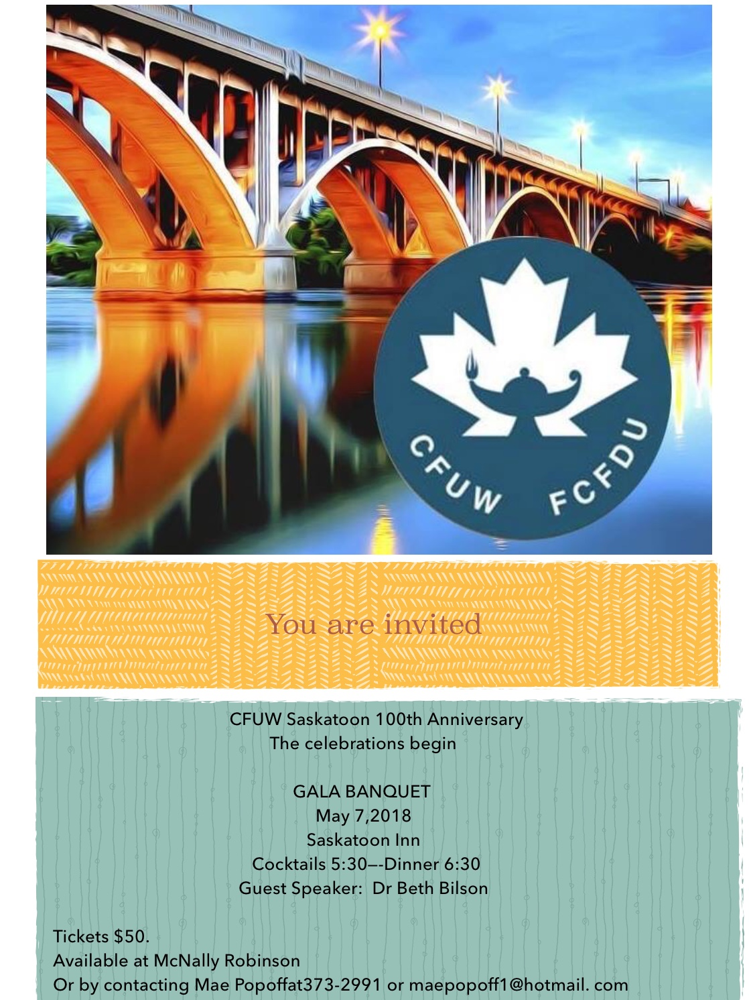 CFUW FCFDU
You are invited
CFUW Saskatoon 100th Anniversary
The celebrations begin
GALA BANQUET
May 7,2018
Saskatoon Inn
Cocktails 5:30—-Dinner 6:30
Guest Speaker:  Dr Beth Bilson
Tickets $50.
Available at McNally Robinson
Or by contacting Mae Popoffat373-2991 or maepopoff1@hotmail. com